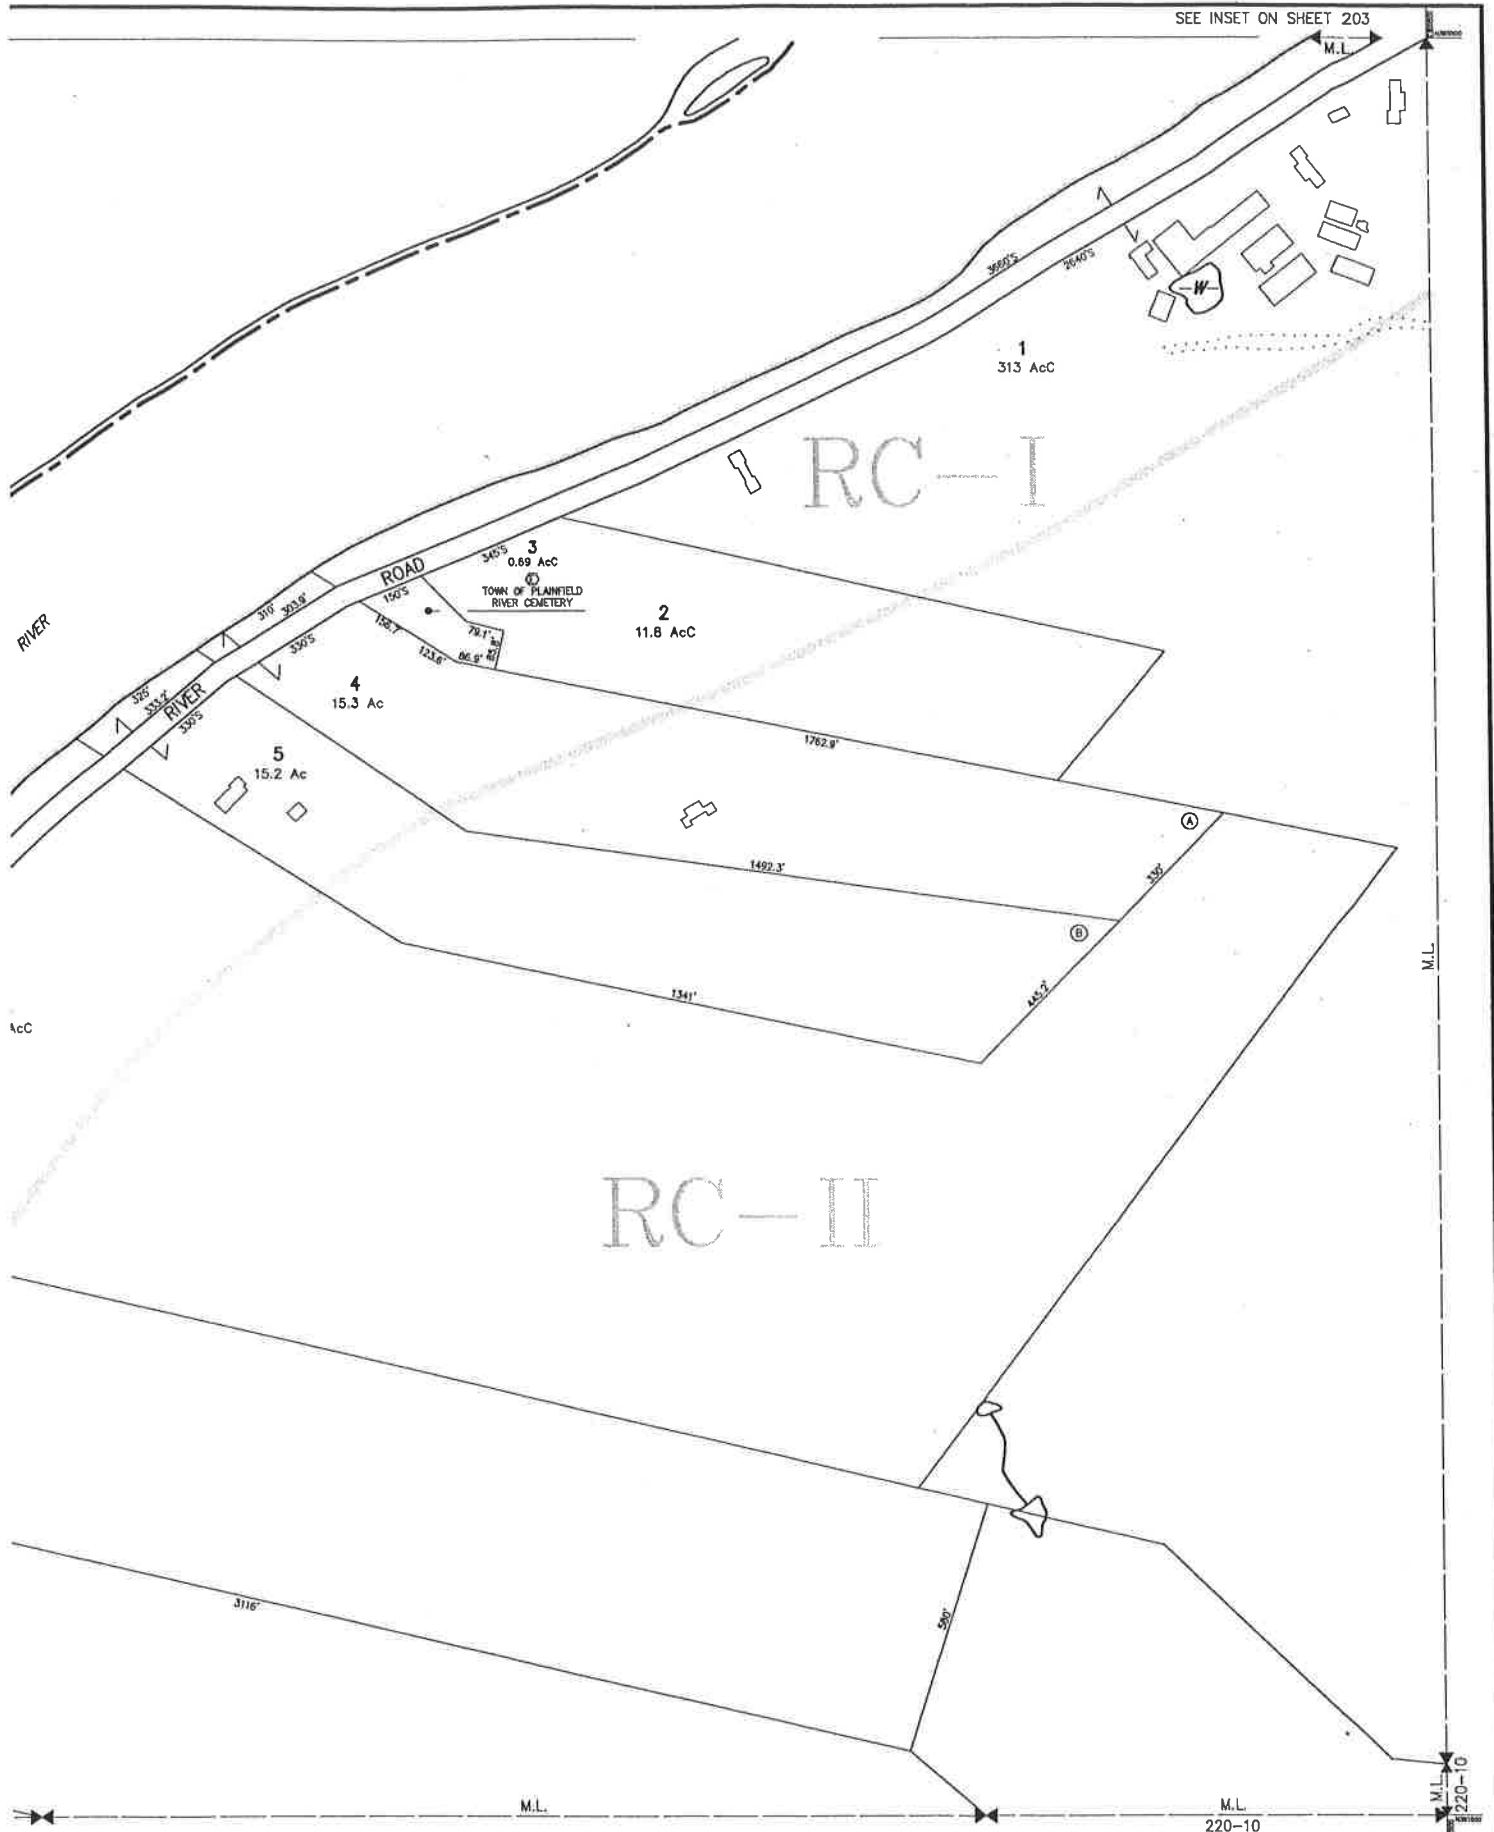 SEE INSET ON SHEET 203
M.L.
3660'S
2640'S
-W-
1
313 AcC
RC-I
3
345'S
0.69 AcC
ROAD
TOWN OF PLAINFIELD
RIVER CEMETERY
150'S
2
11.8 AcC
310'
303.9'
RIVER
330'S
156.7'
79.1'
123.6'
86.9'
4
15.3 Ac
325'
333.2'
RIVER
330'S
1762.9'
5
15.2 Ac
A
1492.3'
330'
B
M.L.
1341'
445.2'
AcC
RC-II
3116'
580'
M.L.
M.L.
220-10
M.L.
220-10